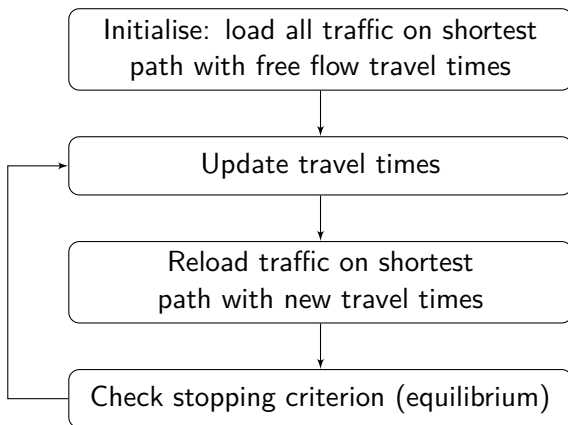 Initialise: load all traffic on shortest
path with free flow travel times
Update travel times
Reload traffic on shortest
path with new travel times
Check stopping criterion (equilibrium)